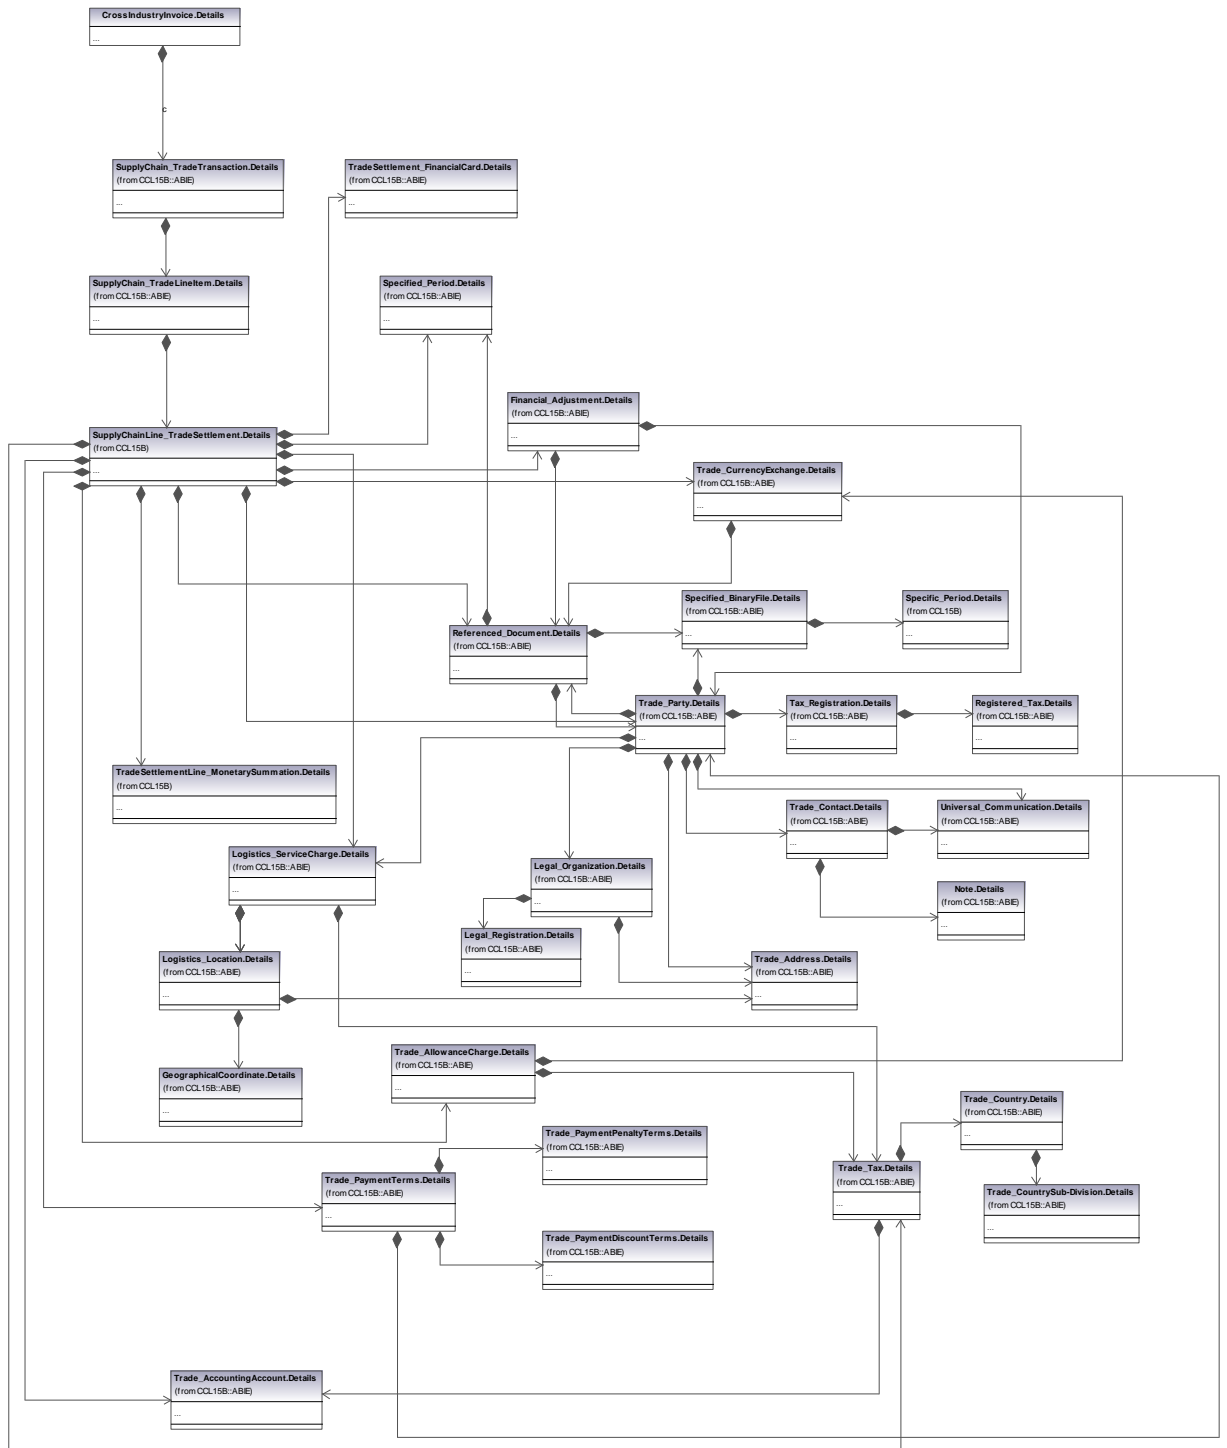 CrossIndustryInvoice.Details
...
c
SupplyChain_TradeTransaction.Details
(from CCL15B::ABIE)
...
TradeSettlement_FinancialCard.Details
(from CCL15B::ABIE)
...
SupplyChain_TradeLineItem.Details
(from CCL15B::ABIE)
...
Specified_Period.Details
(from CCL15B::ABIE)
...
Financial_Adjustment.Details
(from CCL15B::ABIE)
...
SupplyChainLine_TradeSettlement.Details
(from CCL15B)
...
Trade_CurrencyExchange.Details
(from CCL15B::ABIE)
...
Specified_BinaryFile.Details
(from CCL15B::ABIE)
...
Specific_Period.Details
(from CCL15B)
...
Referenced_Document.Details
(from CCL15B::ABIE)
...
Trade_Party.Details
(from CCL15B::ABIE)
...
Tax_Registration.Details
(from CCL15B::ABIE)
...
Registered_Tax.Details
(from CCL15B::ABIE)
...
TradeSettlementLine_MonetarySummation.Details
(from CCL15B)
...
Trade_Contact.Details
(from CCL15B::ABIE)
...
Universal_Communication.Details
(from CCL15B::ABIE)
...
Logistics_ServiceCharge.Details
(from CCL15B::ABIE)
...
Legal_Organization.Details
(from CCL15B::ABIE)
...
Note.Details
(from CCL15B::ABIE)
...
Legal_Registration.Details
(from CCL15B::ABIE)
...
Logistics_Location.Details
(from CCL15B::ABIE)
...
Trade_Address.Details
(from CCL15B::ABIE)
...
Trade_AllowanceCharge.Details
(from CCL15B::ABIE)
...
GeographicalCoordinate.Details
(from CCL15B::ABIE)
...
Trade_Country.Details
(from CCL15B::ABIE)
...
Trade_PaymentPenaltyTerms.Details
(from CCL15B::ABIE)
...
Trade_Tax.Details
(from CCL15B::ABIE)
...
Trade_PaymentTerms.Details
(from CCL15B::ABIE)
...
Trade_CountrySub-Division.Details
(from CCL15B::ABIE)
...
Trade_PaymentDiscountTerms.Details
(from CCL15B::ABIE)
...
Trade_AccountingAccount.Details
(from CCL15B::ABIE)
...